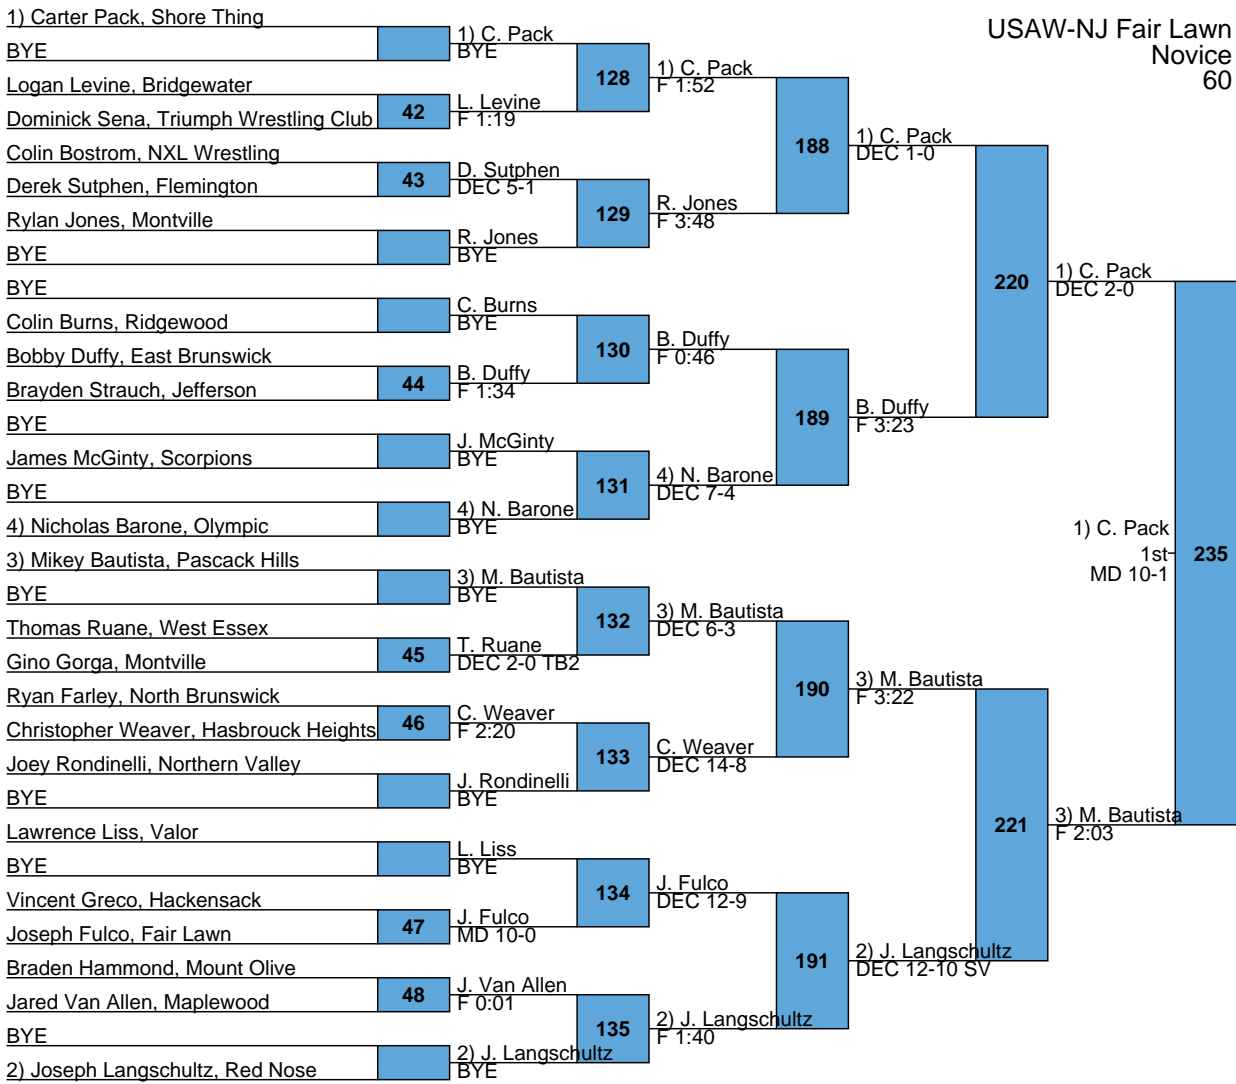 USAW-NJ Fair Lawn
Novice
60
1) Carter Pack, Shore Thing
BYE
Logan Levine, Bridgewater
Dominick Sena, Triumph Wrestling Club
Colin Bostrom, NXL Wrestling
Derek Sutphen, Flemington
Rylan Jones, Montville
BYE
BYE
Colin Burns, Ridgewood
Bobby Duffy, East Brunswick
Brayden Strauch, Jefferson
BYE
James McGinty, Scorpions
BYE
4) Nicholas Barone, Olympic
3) Mikey Bautista, Pascack Hills
BYE
Thomas Ruane, West Essex
Gino Gorga, Montville
Ryan Farley, North Brunswick
Christopher Weaver, Hasbrouck Heights
Joey Rondinelli, Northern Valley
BYE
Lawrence Liss, Valor
BYE
Vincent Greco, Hackensack
Joseph Fulco, Fair Lawn
Braden Hammond, Mount Olive
Jared Van Allen, Maplewood
BYE
2) Joseph Langschultz, Red Nose
42
43
44
45
46
47
48
1) C. Pack
BYE
L. Levine
F 1:19
D. Sutphen
DEC 5-1
R. Jones
BYE
C. Burns
BYE
B. Duffy
F 1:34
J. McGinty
BYE
4) N. Barone
BYE
3) M. Bautista
BYE
T. Ruane
DEC 2-0 TB2
C. Weaver
F 2:20
J. Rondinelli
BYE
L. Liss
BYE
J. Fulco
MD 10-0
J. Van Allen
F 0:01
2) J. Langschultz
BYE
128
129
130
131
132
133
134
135
1) C. Pack
F 1:52
R. Jones
F 3:48
B. Duffy
F 0:46
4) N. Barone
DEC 7-4
3) M. Bautista
DEC 6-3
C. Weaver
DEC 14-8
J. Fulco
DEC 12-9
2) J. Langschultz
F 1:40
188
189
190
191
1) C. Pack
DEC 1-0
B. Duffy
F 3:23
3) M. Bautista
F 3:22
2) J. Langschultz
DEC 12-10 SV
220
221
1) C. Pack
DEC 2-0
3) M. Bautista
F 2:03
235
1) C. Pack
1st
MD 10-1